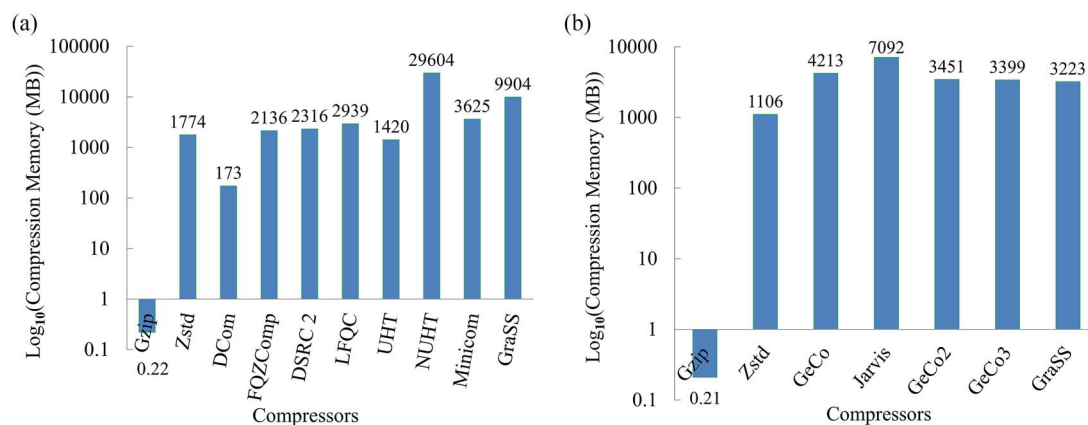 (a)
Log10(Compression Memory (MB))
100000
10000
1000
100
10
1
0.1
0.22
1774
173
2136
2316
2939
1420
29604
3625
9904
Gzip
Zstd
DCom
FQZComp
DSRC 2
LFQC
UHT
NUHT
Minicom
GraSS
Compressors
(b)
Log10(Compression Memory (MB))
10000
1000
100
10
1
0.1
0.21
1106
4213
7092
3451
3399
3223
Gzip
Zstd
GeCo
Jarvis
GeCo2
GeCo3
GraSS
Compressors